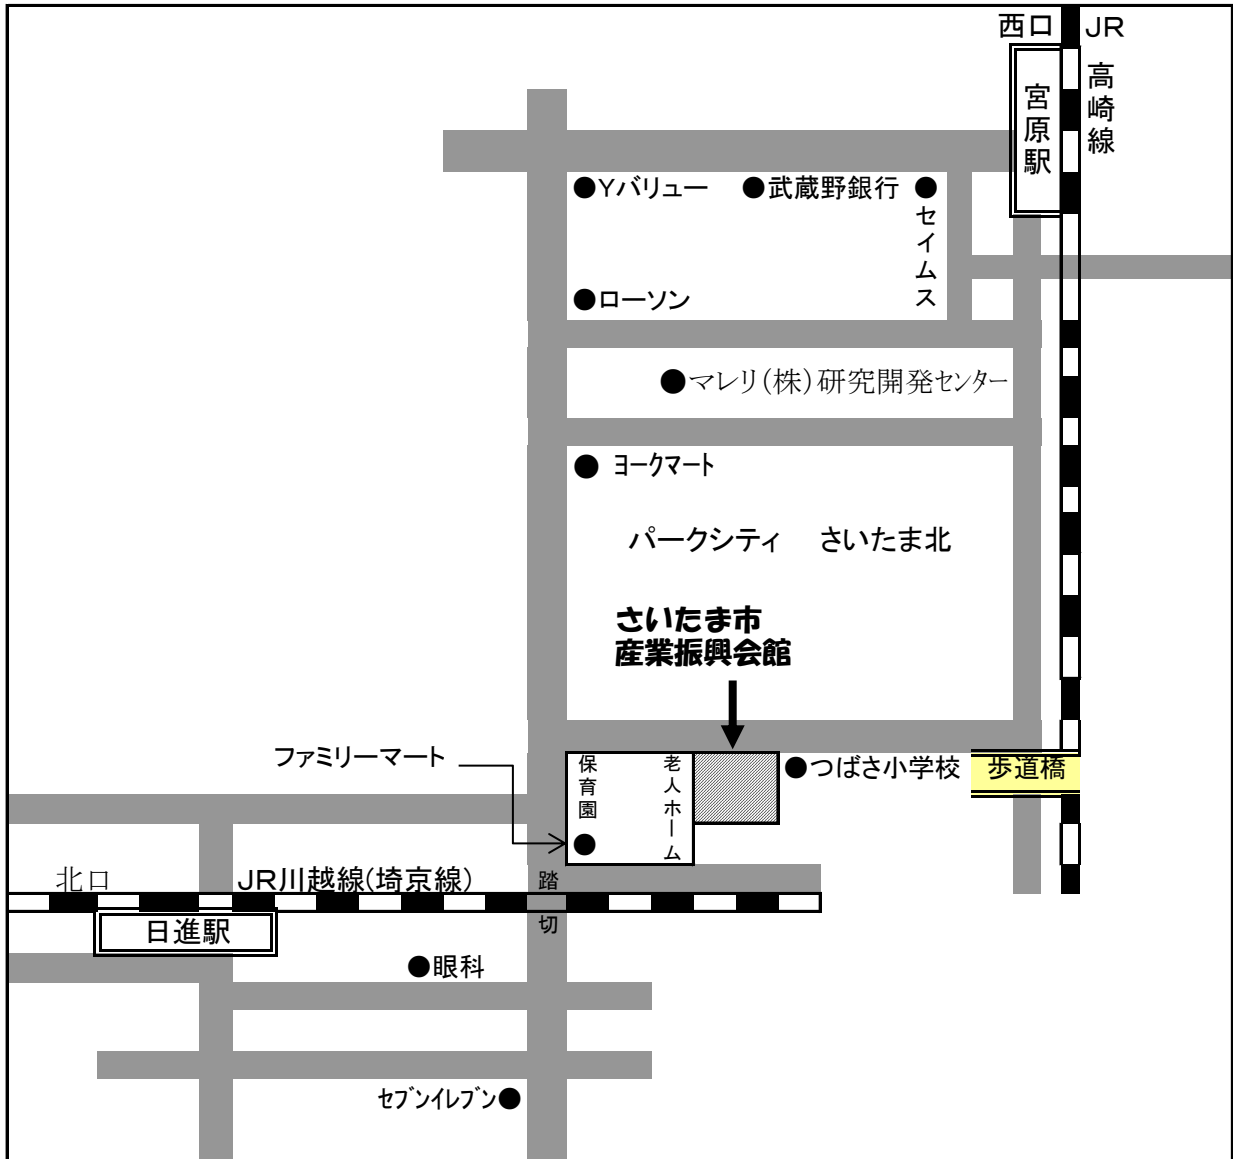 西口
JR
高崎線
宮原駅
●Yバリュー
●武蔵野銀行
●セイムス
●ローソン
●マレリ(株)研究開発センター
● ヨークマート
パークシティ さいたま北
さいたま市
産業振興会館
ファミリーマート
保育園
老人ホーム
●つばさ小学校
歩道橋
北口
JR川越線(埼京線)
踏切
日進駅
●眼科
セブンイレブン●